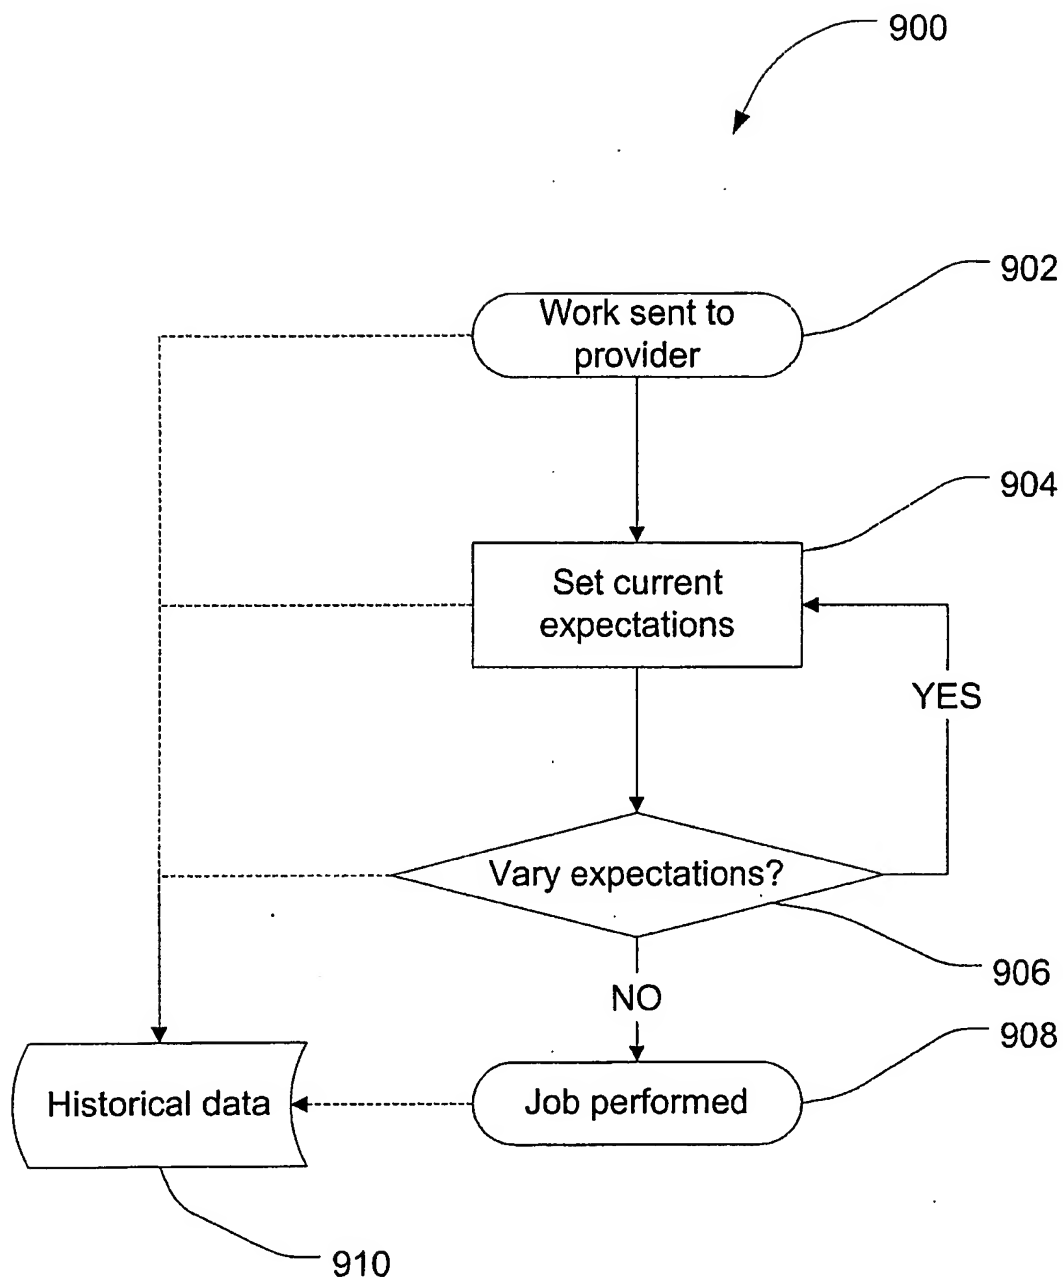 900
902
Work sent to
provider
904
Set current
expectations
YES
Vary expectations?
906
NO
908
Job performed
Historical data
910